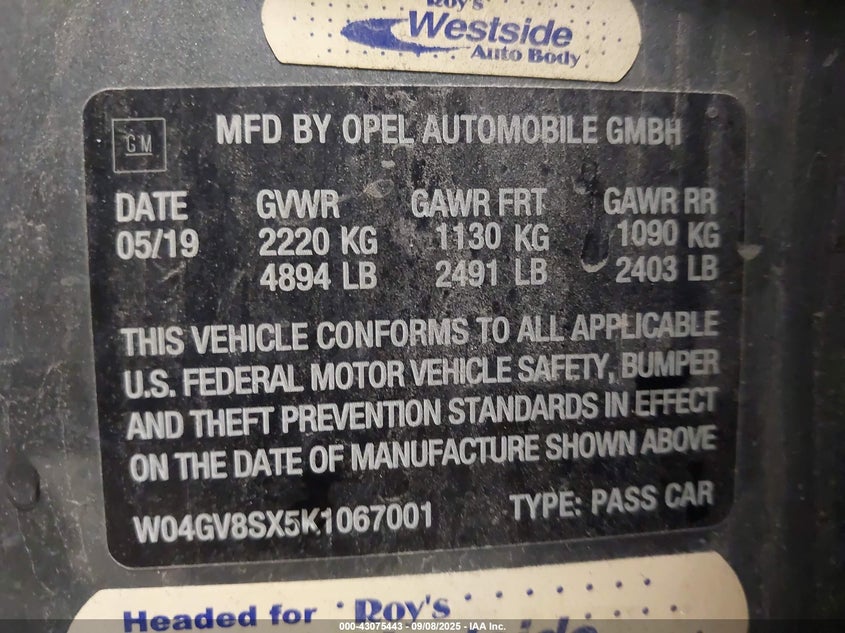 Roy's
Westside
Auto Body
GM
MFD BY OPEL AUTOMOBILE GMBH
DATE GVWR GAWR FRT GAWR RR
05/19 2220 KG 1130 KG 1090 KG
4894 LB 2491 LB 2403 LB
THIS VEHICLE CONFORMS TO ALL APPLICABLE
U.S. FEDERAL MOTOR VEHICLE SAFETY, BUMPER
AND THEFT PREVENTION STANDARDS IN EFFECT
ON THE DATE OF MANUFACTURE SHOWN ABOVE
W04GV8SX5K1067001 TYPE: PASS CAR
Headed for Roy's
Westside
000-43075443 - 09/08/2025 - IAA Inc.